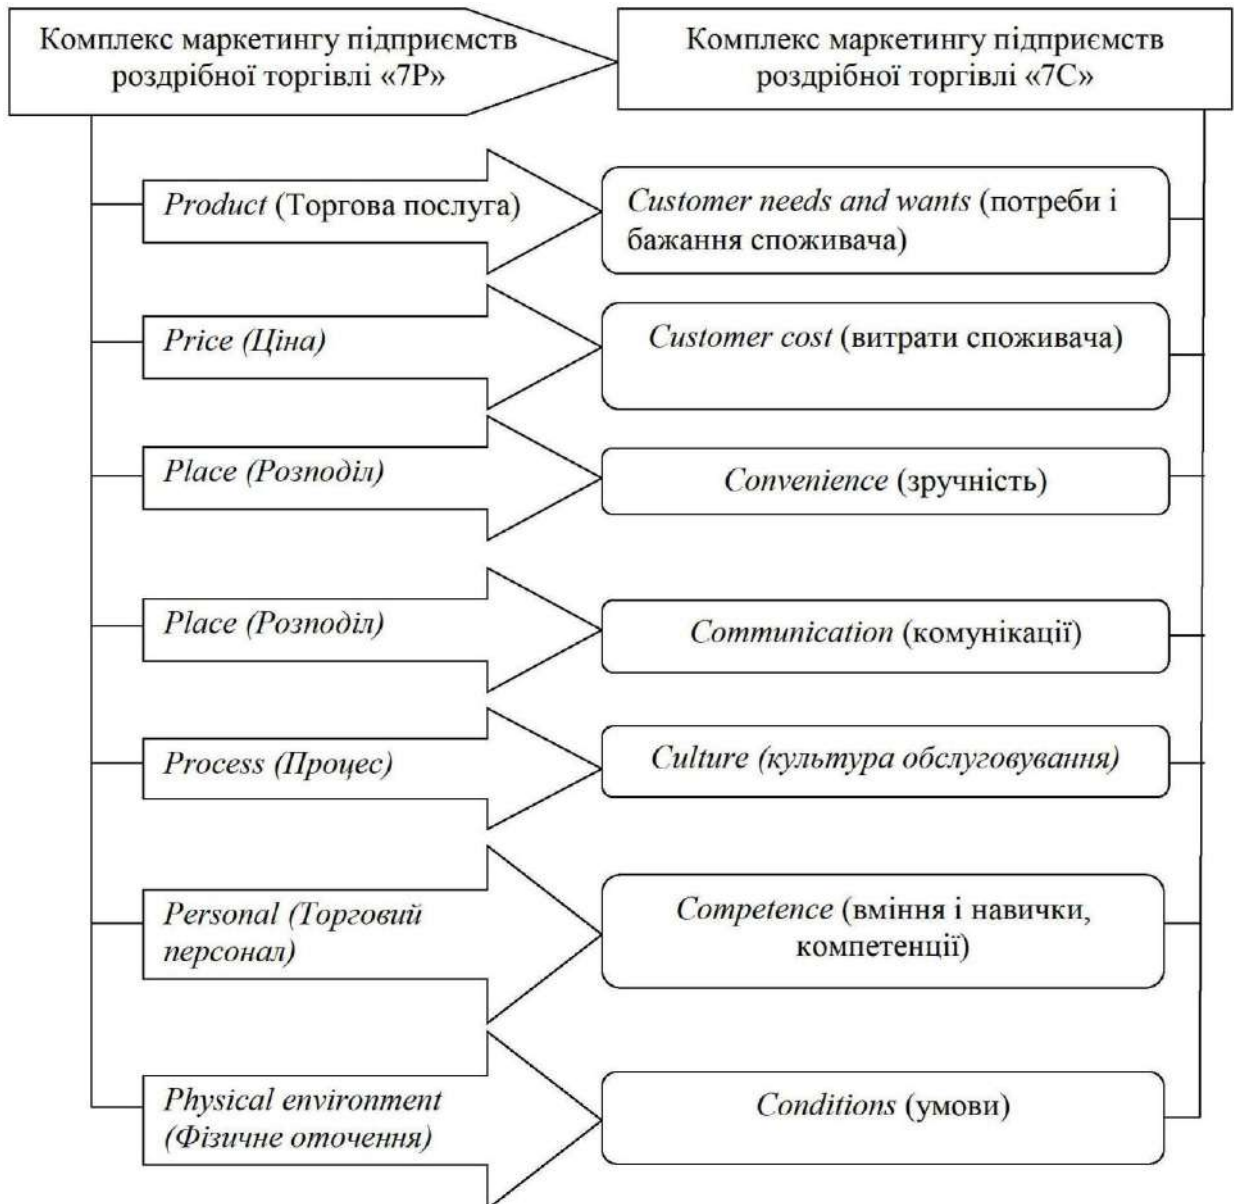 Комплекс маркетингу підприємств
роздрібної торгівлі «7Р»
Комплекс маркетингу підприємств
роздрібної торгівлі «7С»
Product (Торгова послуга)
Customer needs and wants (потреби і
бажання споживача)
Price (Ціна)
Customer cost (витрати споживача)
Place (Розподіл)
Convenience (зручність)
Place (Розподіл)
Communication (комунікації)
Process (Процес)
Culture (культура обслуговування)
Personal (Торговий
персонал)
Competence (вміння і навички,
компетенції)
Physical environment
(Фізичне оточення)
Conditions (умови)